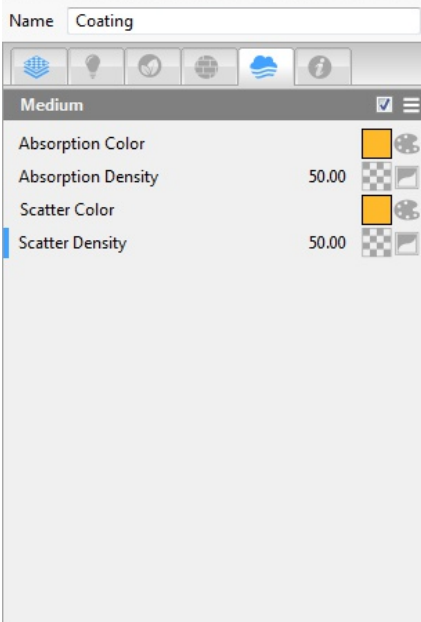 Name Coating
Medium
Absorption Color
Absorption Density 50.00
Scatter Color
Scatter Density 50.00